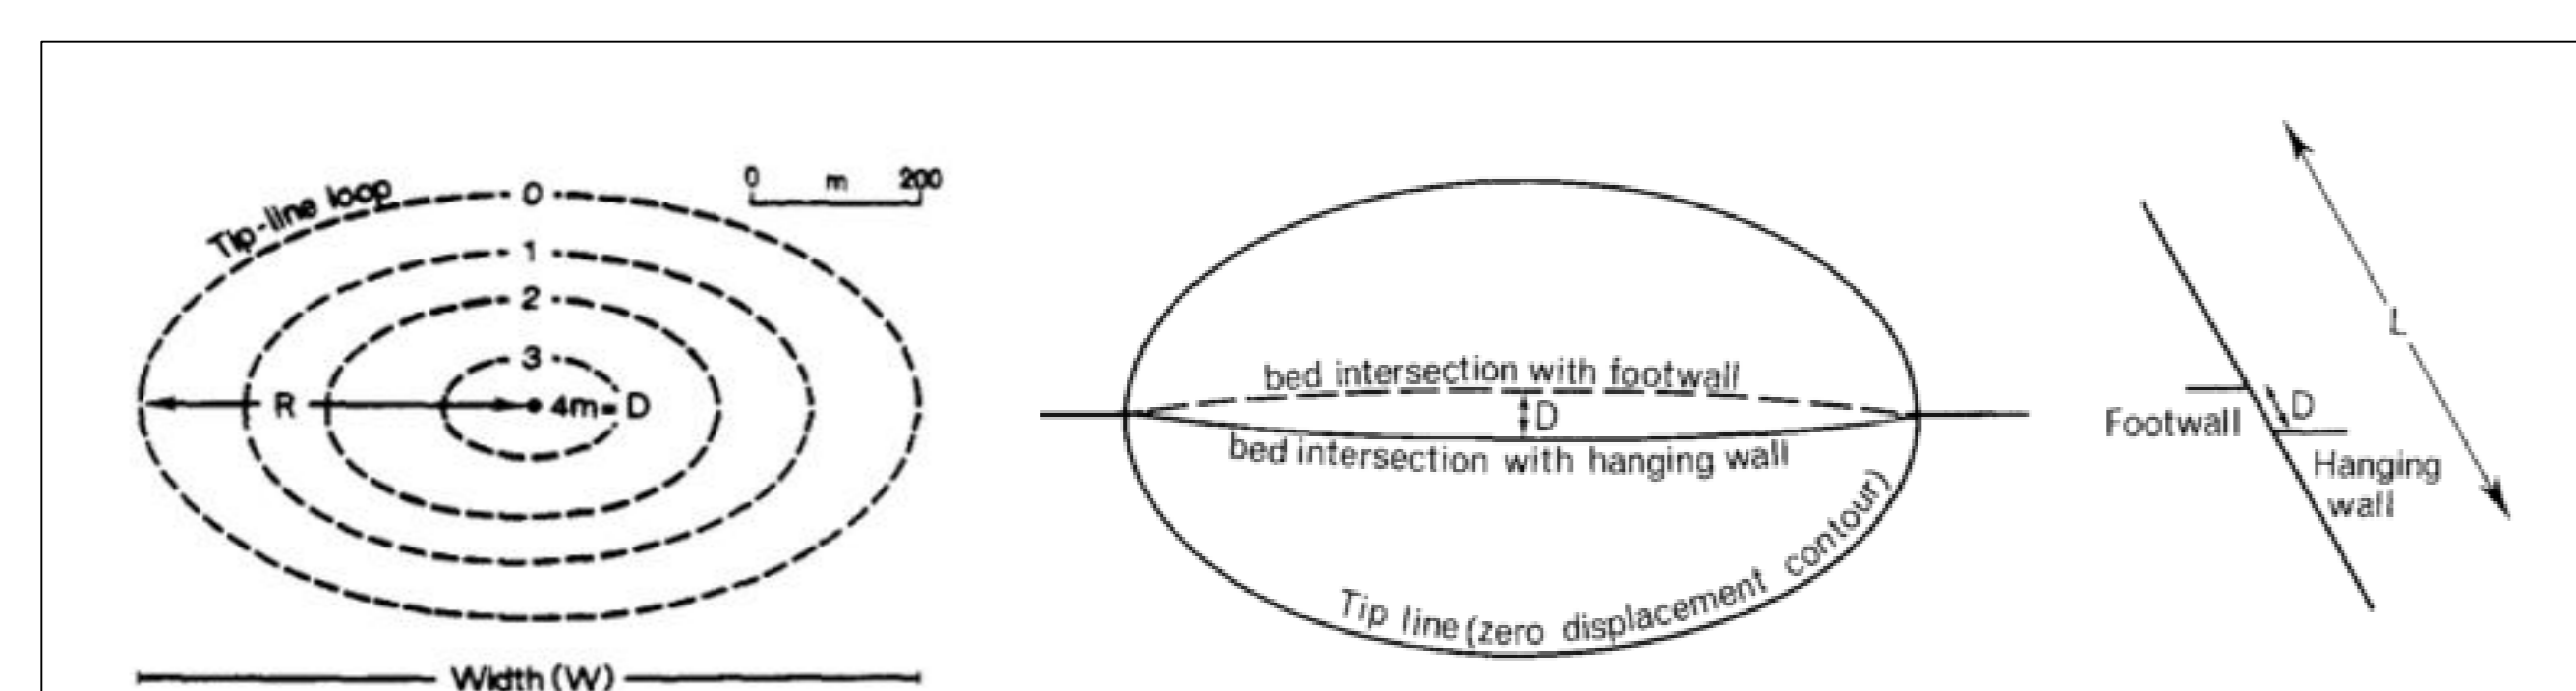 Tip-line loop
0
1
2
3
R
4m=D
0 m 200
Width (W)
bed intersection with footwall
D
bed intersection with hanging wall
Tip line (zero displacement contour)
L
D
Footwall
Hanging
wall